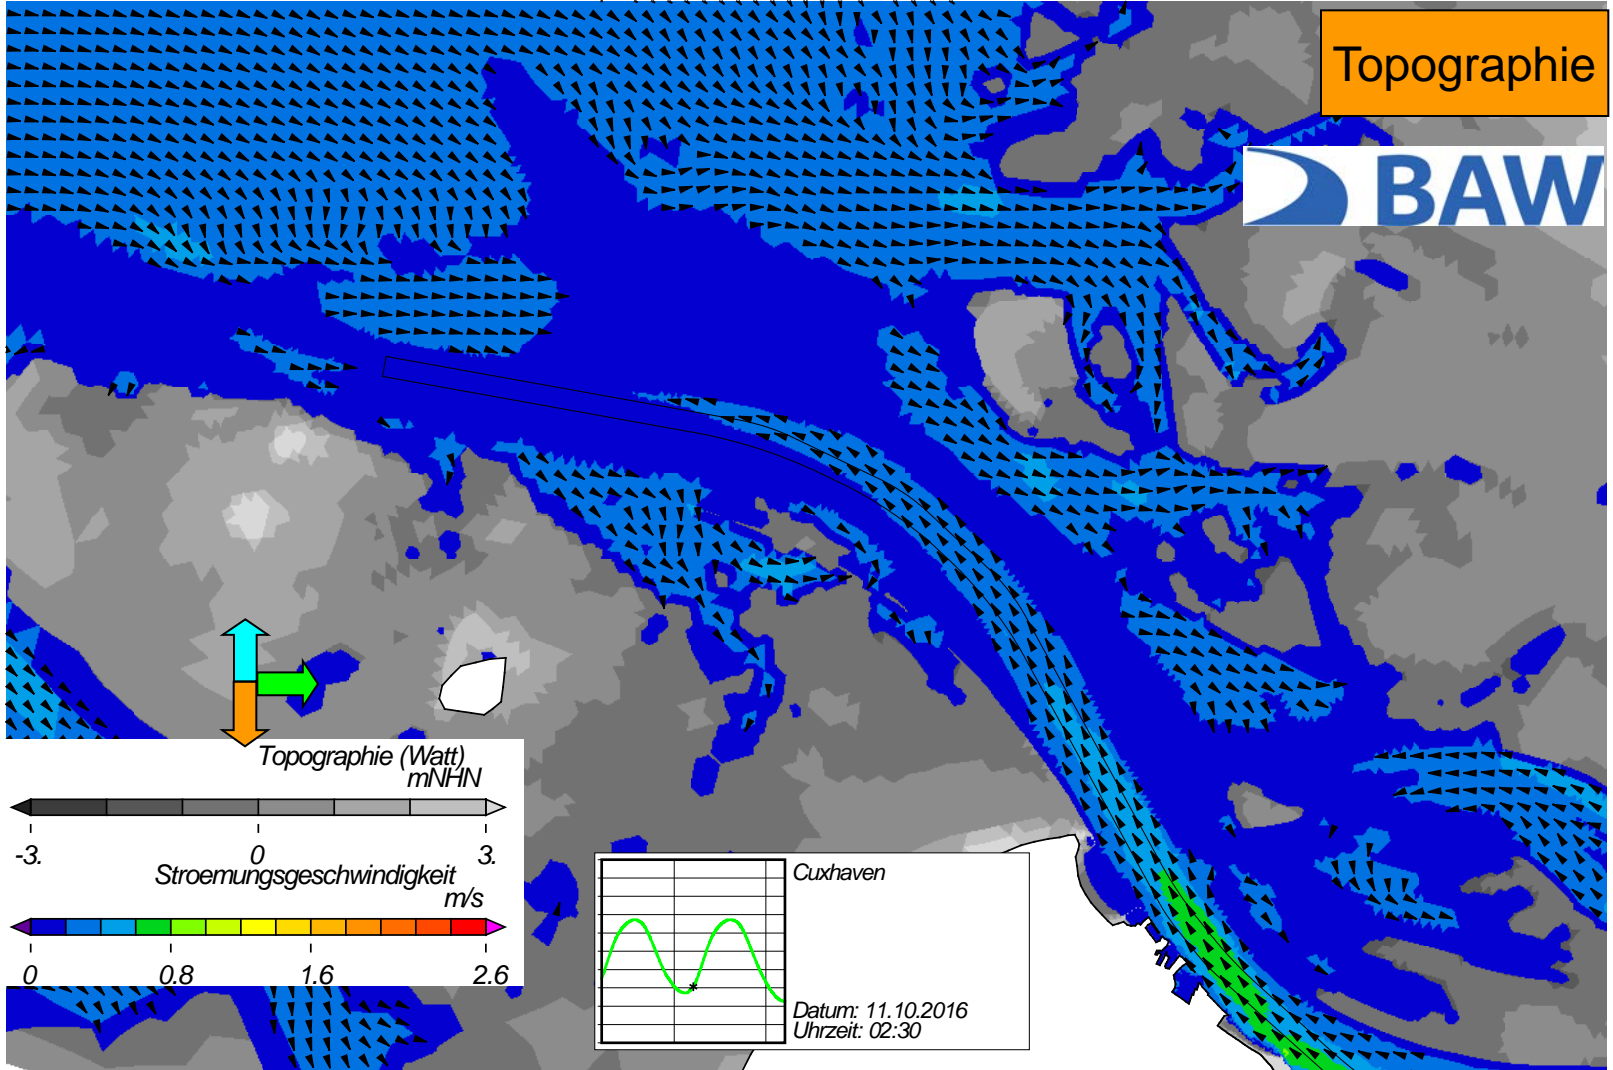 Topographie
BAW
Topographie (Watt)
mNHN
-3. 0 3.
Stroemungsgeschwindigkeit
m/s
0 0.8 1.6 2.6
Cuxhaven
Datum: 11.10.2016
Uhrzeit: 02:30